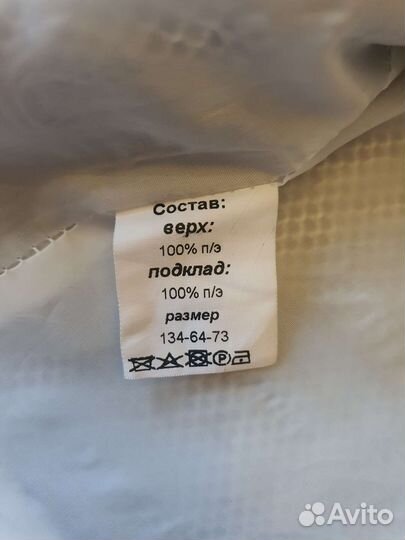 Состав:
верх:
100% п/э
подклад:
100% п/э
размер
134-64-73
P
Avito